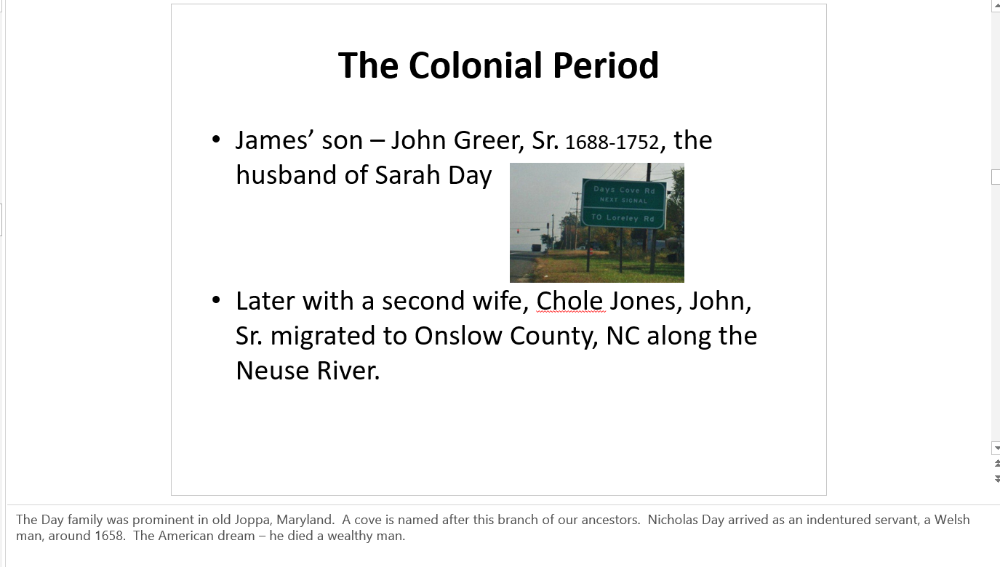 The Colonial Period
• James’ son – John Greer, Sr. 1688-1752, the
husband of Sarah Day
Days Cove Rd
NEXT SIGNAL
TO Loreley Rd
• Later with a second wife, Chole Jones, John,
Sr. migrated to Onslow County, NC along the
Neuse River.
The Day family was prominent in old Joppa, Maryland.  A cove is named after this branch of our ancestors.  Nicholas Day arrived as an indentured servant, a Welsh
man, around 1658.  The American dream – he died a wealthy man.